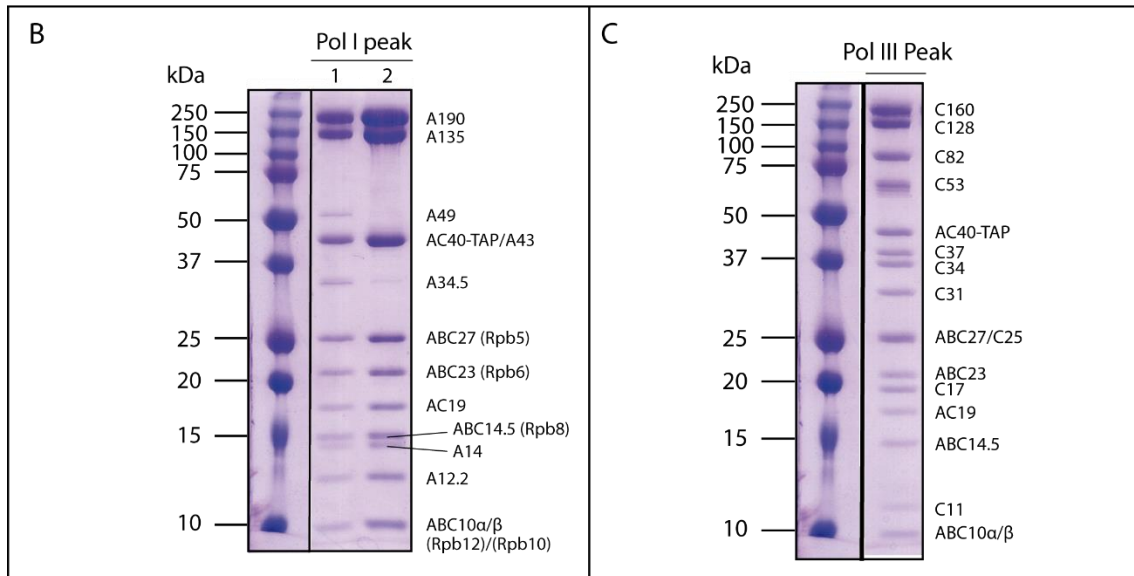 B
Pol I peak
kDa
1 2
250
150
100
75
50
37
25
20
15
10
A190
A135
A49
AC40-TAP/A43
A34.5
ABC27 (Rpb5)
ABC23 (Rpb6)
AC19
ABC14.5 (Rpb8)
A14
A12.2
ABC10α/β
(Rpb12)/(Rpb10)
C
Pol III Peak
kDa
250
150
100
75
50
37
25
20
15
10
C160
C128
C82
C53
AC40-TAP
C37
C34
C31
ABC27/C25
ABC23
C17
AC19
ABC14.5
C11
ABC10α/β